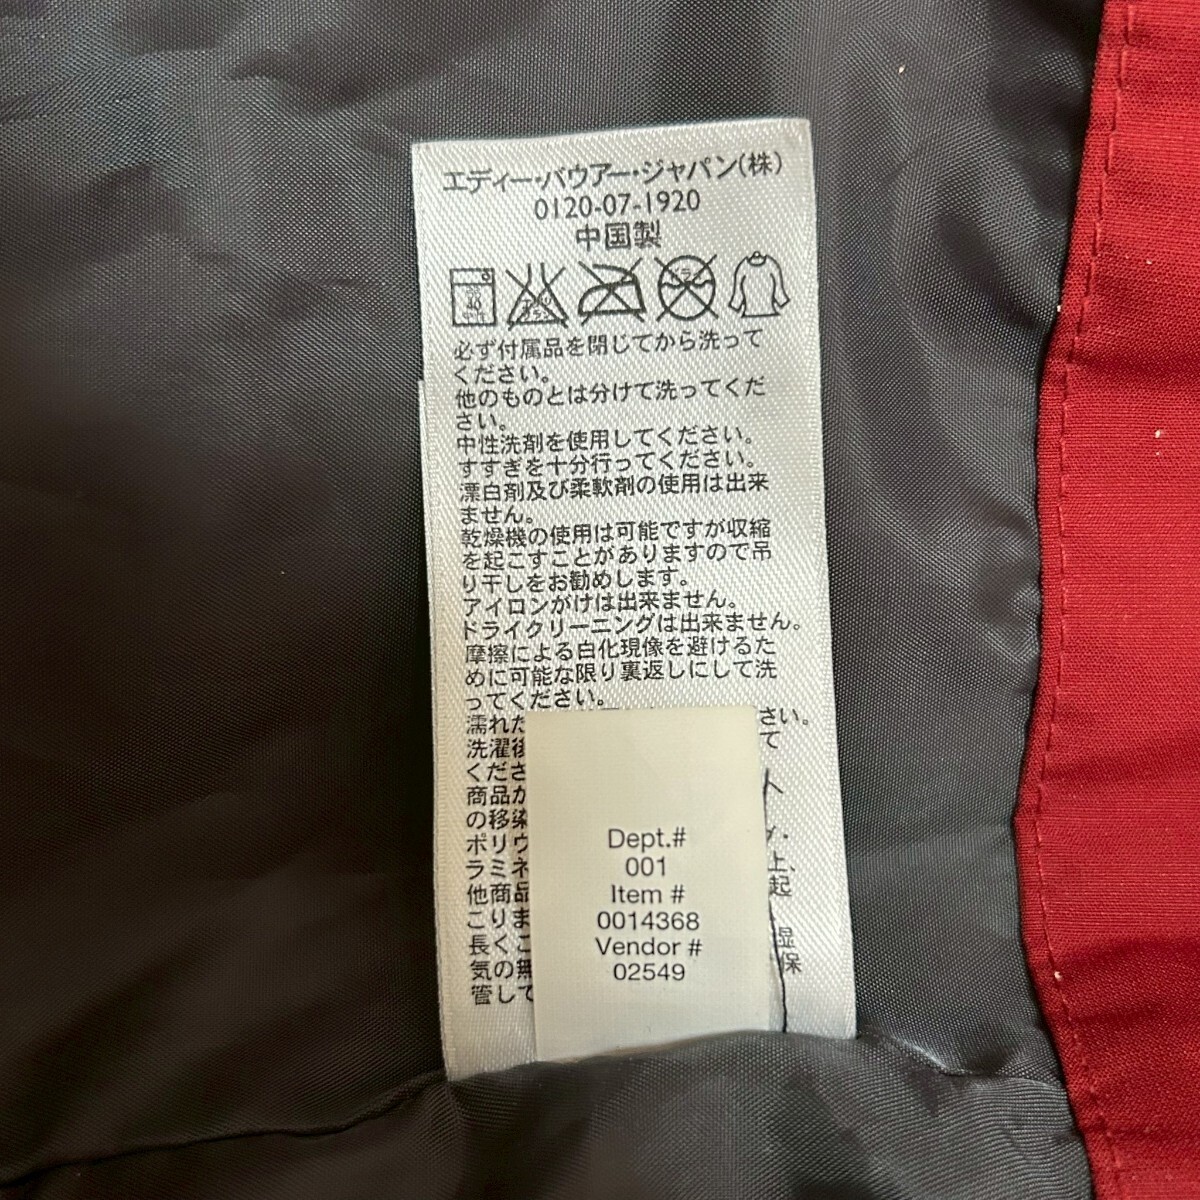 エディー・バウアー・ジャパン(株)
0120-07-1920
中国製
必ず付属品を閉じてから洗って
ください。
他のものとは分けて洗ってくだ
さい。
中性洗剤を使用してください。
すすぎを十分行ってください。
漂白剤及び柔軟剤の使用は出来
ません。
乾燥機の使用は可能ですが収縮
を起こすことがありますので吊
り干しをお勧めします。
アイロンがけは出来ません。
ドライクリーニングは出来ません。
摩擦による白化現像を避けるた
めに可能な限り裏返しにして洗
ってください。
濡れた さい。
洗濯後 て
くださ
商品が
の移染
ポリウ
ラミネ 上、
他商品 起
こりま
長くご 湿
気の無 保
管して
Dept.#
001
Item #
0014368
Vendor #
02549